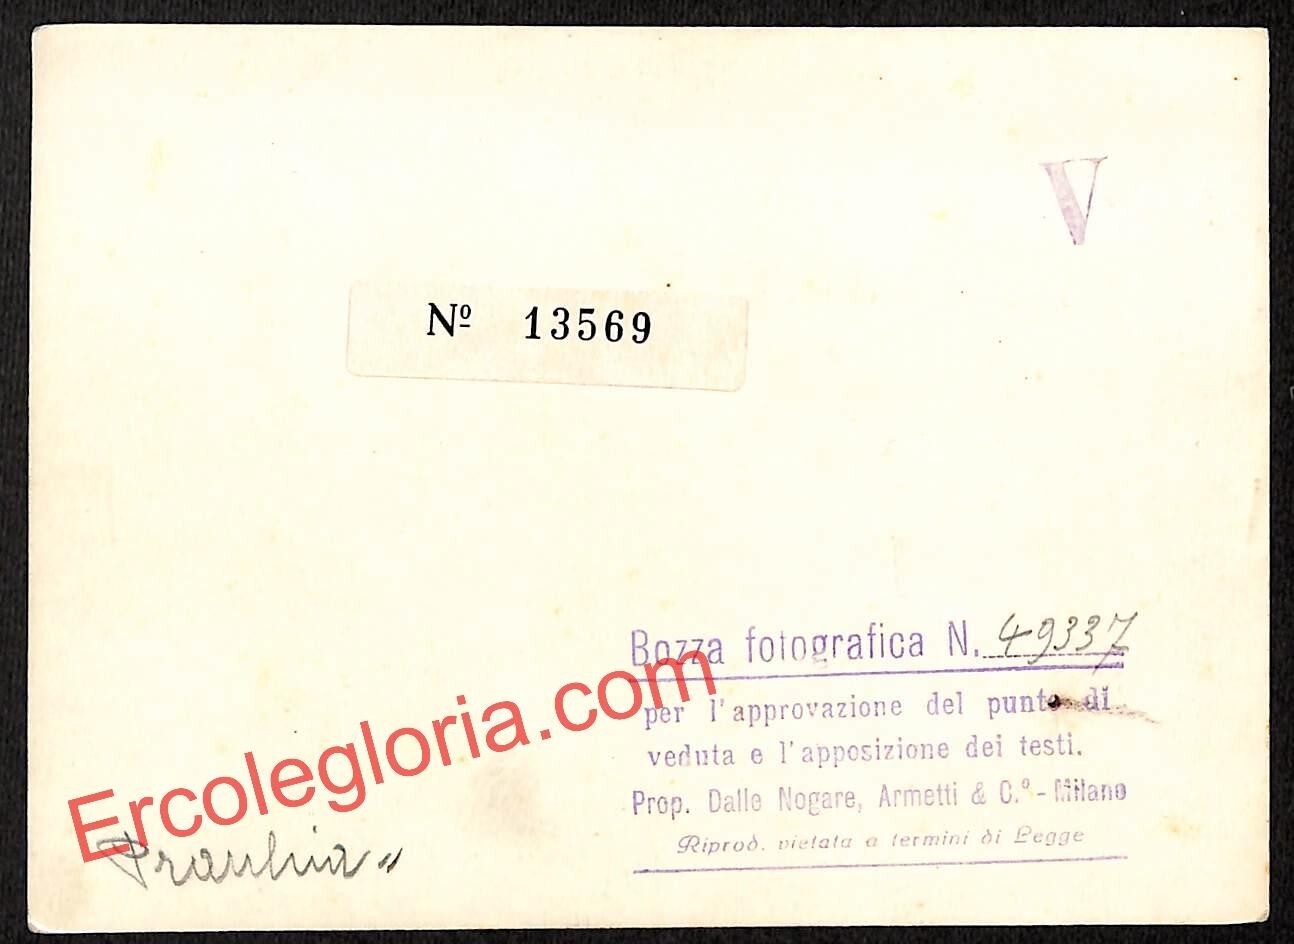 V
Nº 13569
Bozza fotografica N. 49337
per l'approvazione del punto di
veduta e l'apposizione dei testi.
Prop. Dalle Nogare, Armetti & C.º - Milano
Riprod. vietata a termini di Legge
Ercolegloria.com